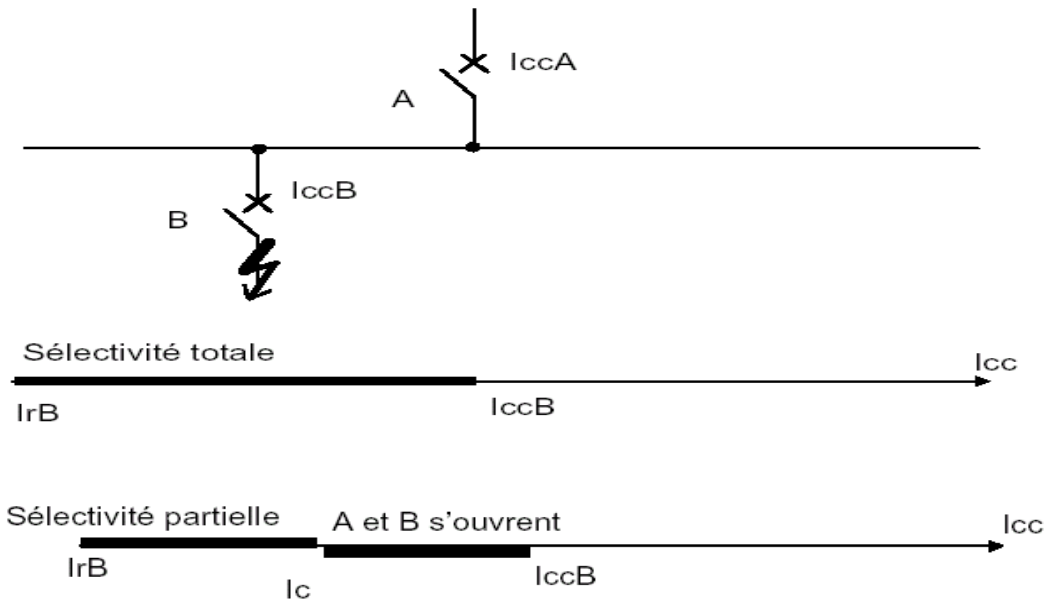 IccA
A
IccB
B
Sélectivité totale
Icc
IrB
IccB
Sélectivité partielle
A et B s'ouvrent
Icc
IrB
Ic
IccB